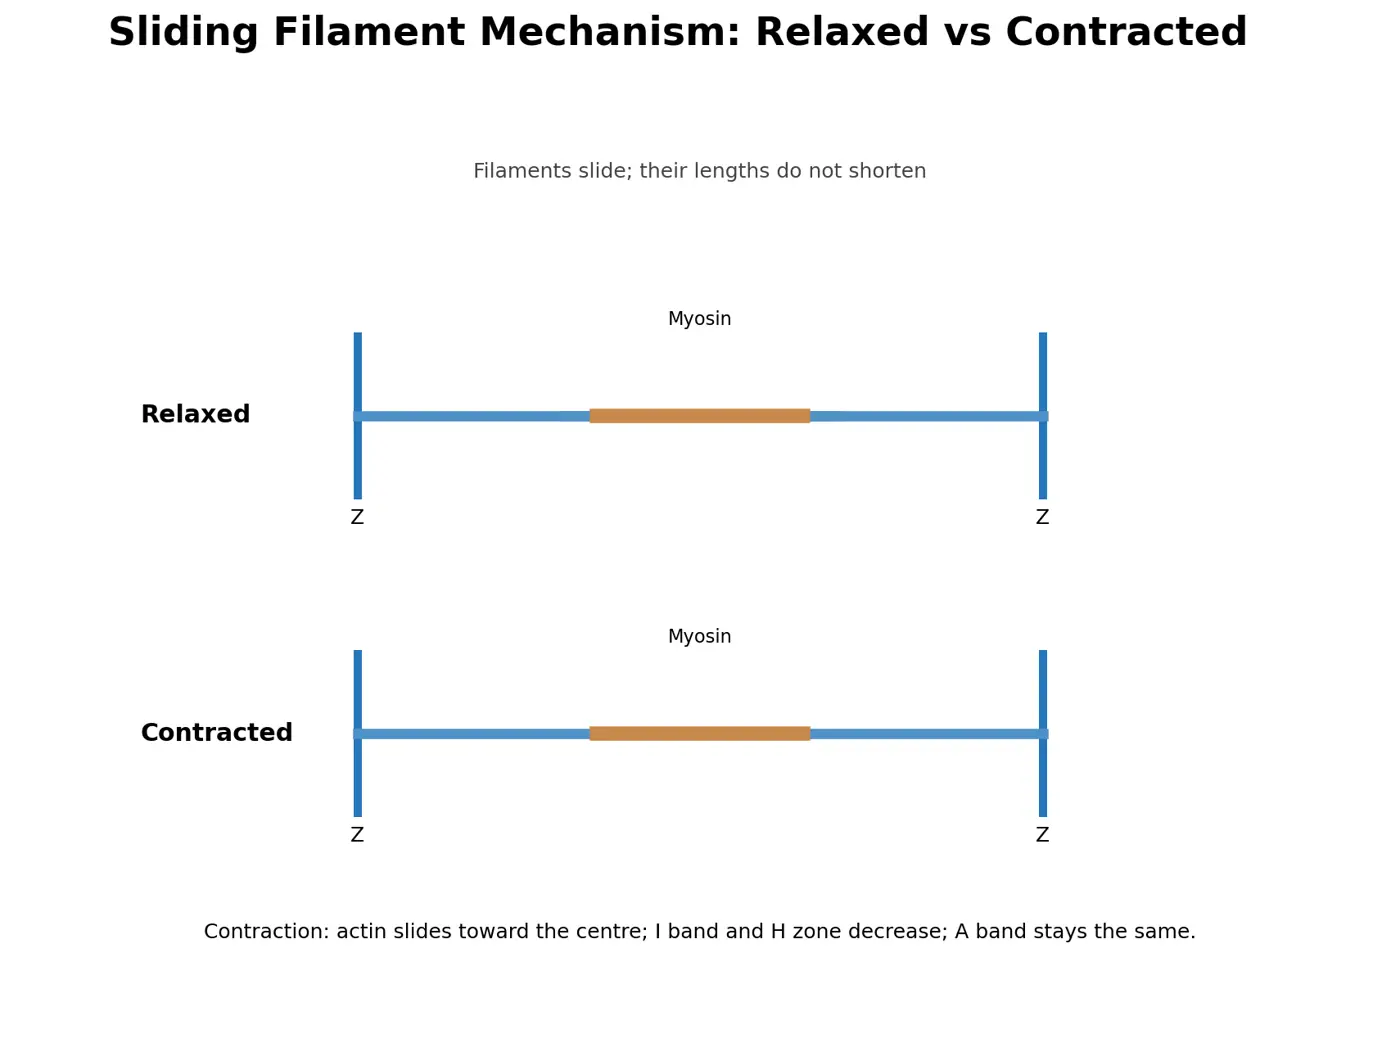 Sliding Filament Mechanism: Relaxed vs Contracted
Filaments slide; their lengths do not shorten
Myosin
Relaxed
Z
Z
Myosin
Contracted
Z
Z
Contraction: actin slides toward the centre; I band and H zone decrease; A band stays the same.